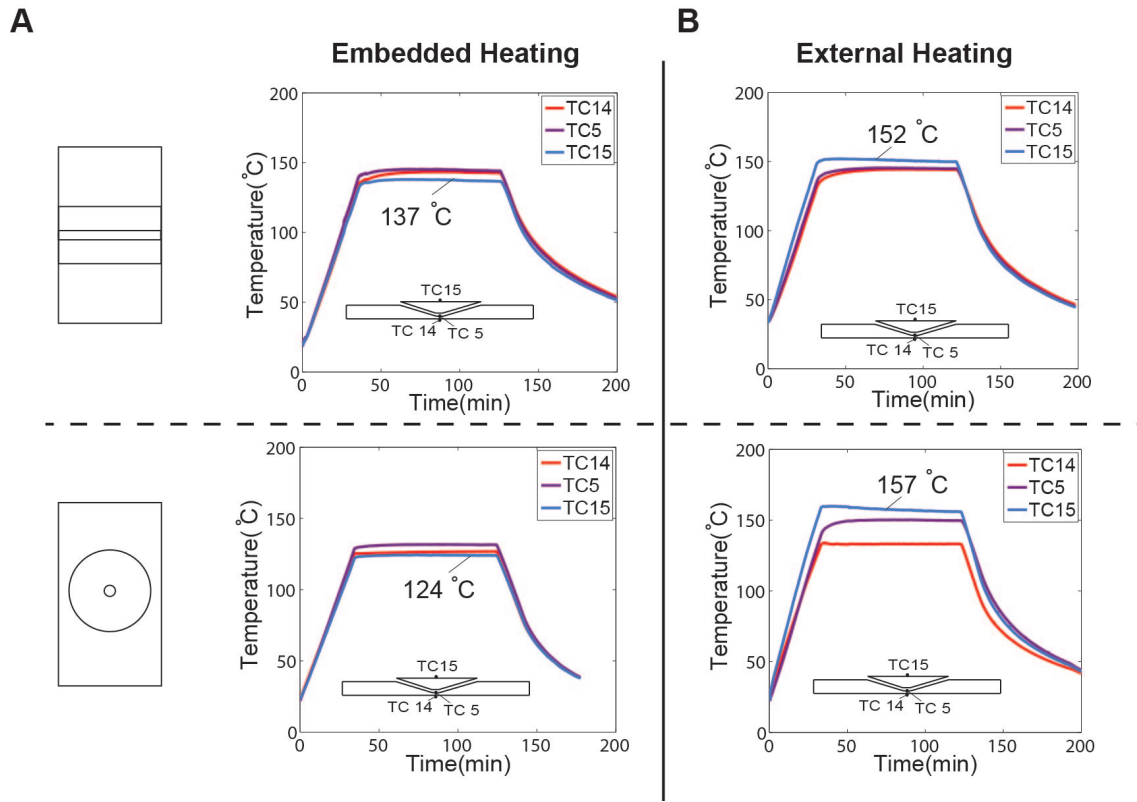 A
B
Embedded Heating
External Heating
Temperature(°C)
200
150
100
50
0
TC14
TC5
TC15
137 °C
TC15
TC 14
TC 5
0
50
100
150
200
Time(min)
Temperature(°C)
200
150
100
50
0
TC14
TC5
TC15
152 °C
TC15
TC 14
TC 5
0
50
100
150
200
Time(min)
Temperature(°C)
200
150
100
50
0
TC14
TC5
TC15
124 °C
TC15
TC 14
TC 5
0
50
100
150
200
Time(min)
Temperature(°C)
200
150
100
50
0
TC14
TC5
TC15
157 °C
TC15
TC 14
TC 5
0
50
100
150
200
Time(min)